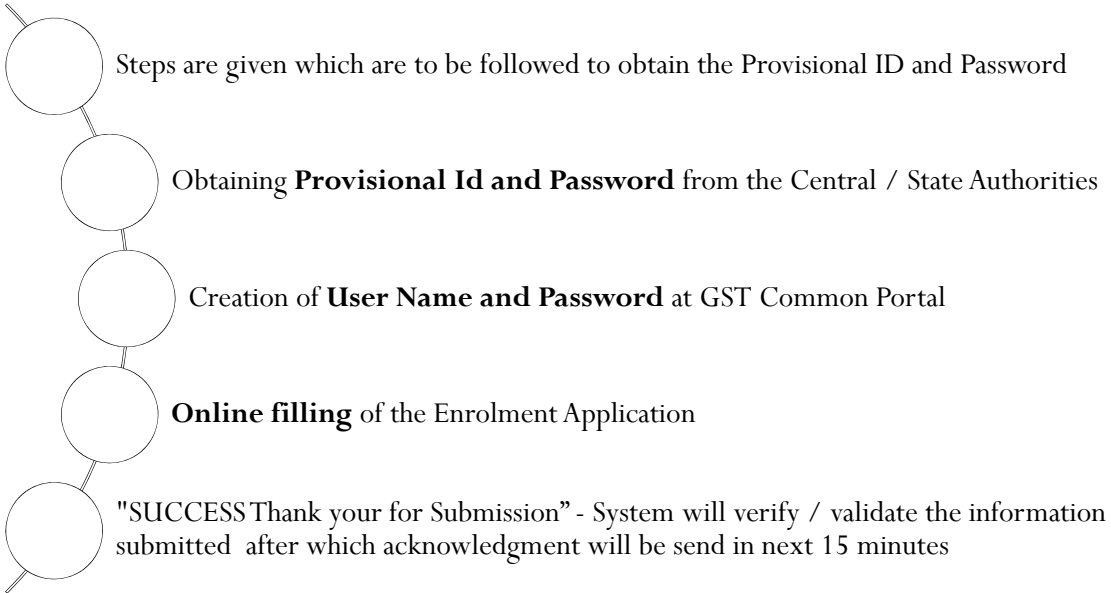 Steps are given which are to be followed to obtain the Provisional ID and Password
Obtaining Provisional Id and Password from the Central / State Authorities
Creation of User Name and Password at GST Common Portal
Online filling of the Enrolment Application
"SUCCESS Thank your for Submission” - System will verify / validate the information
submitted  after which acknowledgment will be send in next 15 minutes